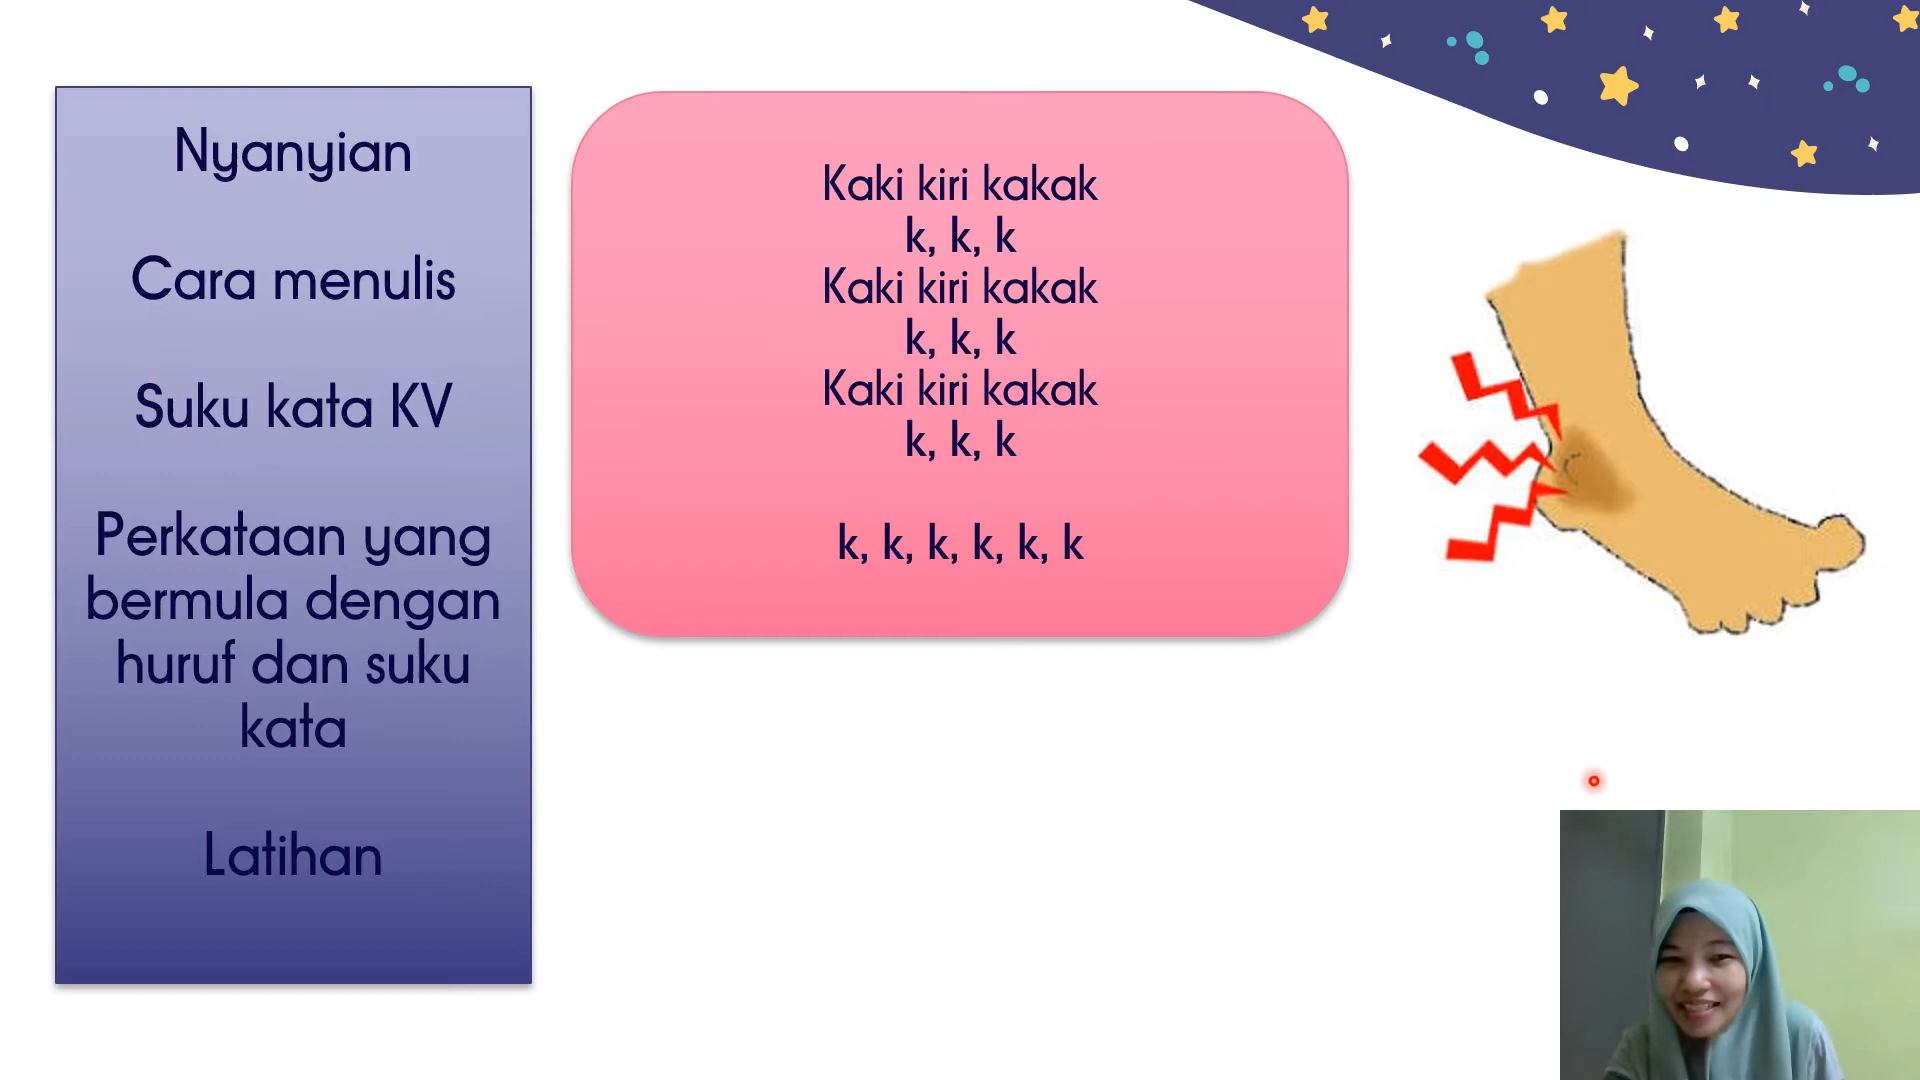 Nyanyian
Cara menulis
Suku kata KV
Perkataan yang
bermula dengan
huruf dan suku
kata
Latihan
Kaki kiri kakak
k, k, k
Kaki kiri kakak
k, k, k
Kaki kiri kakak
k, k, k
k, k, k, k, k, k